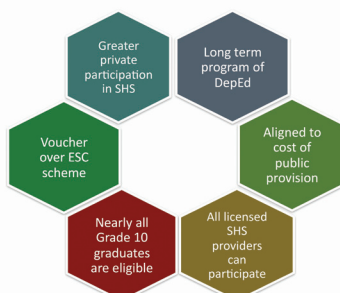 Greater
private
participation
in SHS
Long term
program of
DepEd
Voucher
over ESC
scheme
Aligned to
cost of
public
provision
Nearly all
Grade 10
graduates
are eligible
All licensed
SHS
providers
can
participate